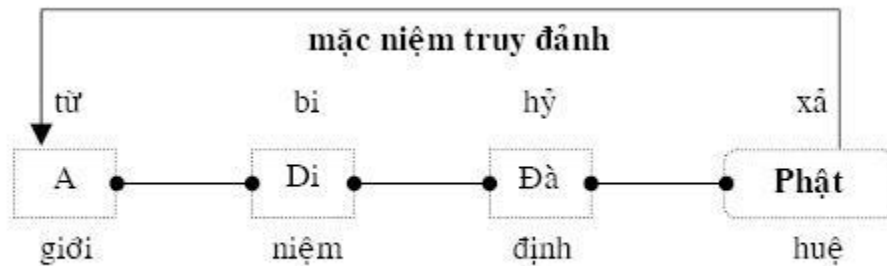 mặc niệm truy đảnh
từ bi hỷ xả
A Di Đà Phật
giới niệm định huệ